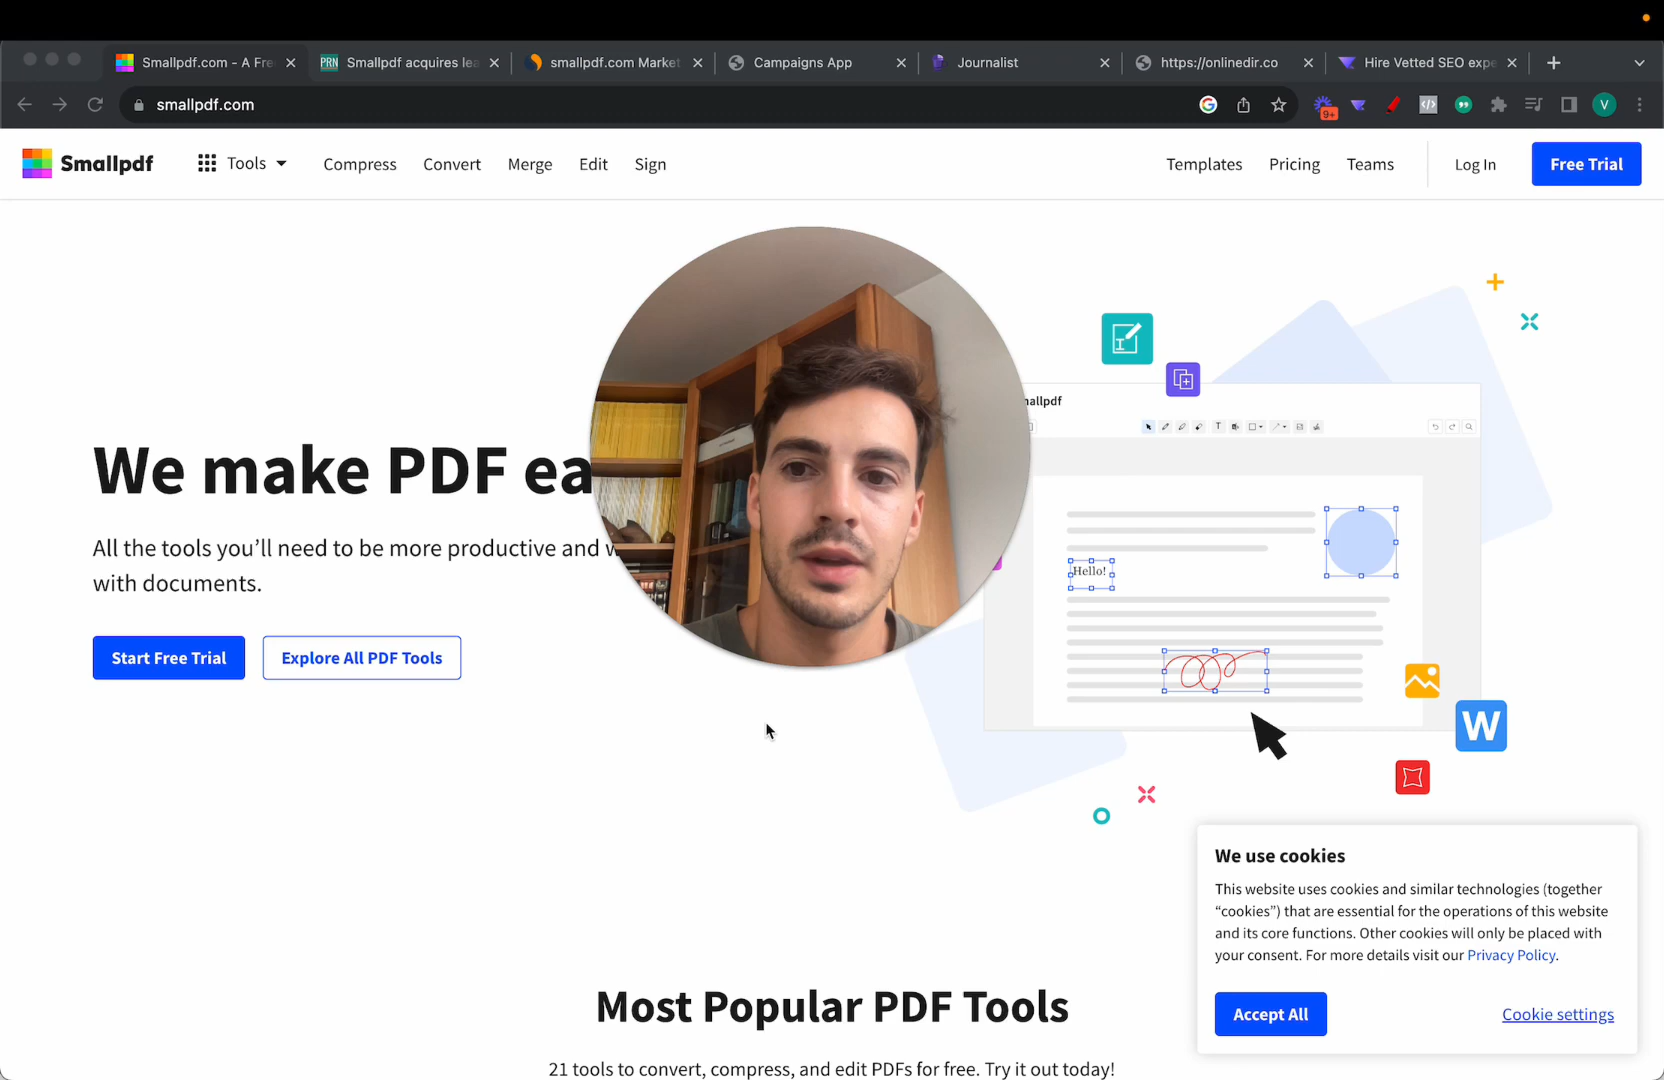 Smallpdf.com - A Fre
Smallpdf acquires lea
smallpdf.com Market
Campaigns App
Journalist
https://onlinedir.co
Hire Vetted SEO expe
smallpdf.com
9+
V
Smallpdf
Tools
Compress
Convert
Merge
Edit
Sign
Templates
Pricing
Teams
Log In
Free Trial
We make PDF ea
All the tools you'll need to be more productive and w
with documents.
Start Free Trial
Explore All PDF Tools
mallpdf
T
Hello!
W
We use cookies
This website uses cookies and similar technologies (together
“cookies”) that are essential for the operations of this website
and its core functions. Other cookies will only be placed with
your consent. For more details visit our Privacy Policy.
Accept All
Cookie settings
Most Popular PDF Tools
21 tools to convert, compress, and edit PDFs for free. Try it out today!